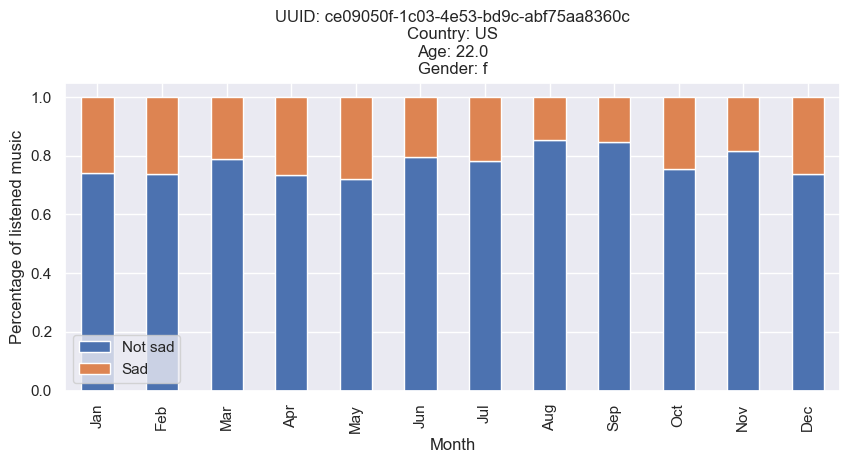 UUID: ce09050f-1c03-4e53-bd9c-abf75aa8360c
Country: US
Age: 22.0
Gender: f
1.0
0.8
0.6
0.4
0.2
0.0
Percentage of listened music
Not sad
Sad
Jan
Feb
Mar
Apr
May
Jun
Jul
Aug
Sep
Oct
Nov
Dec
Month